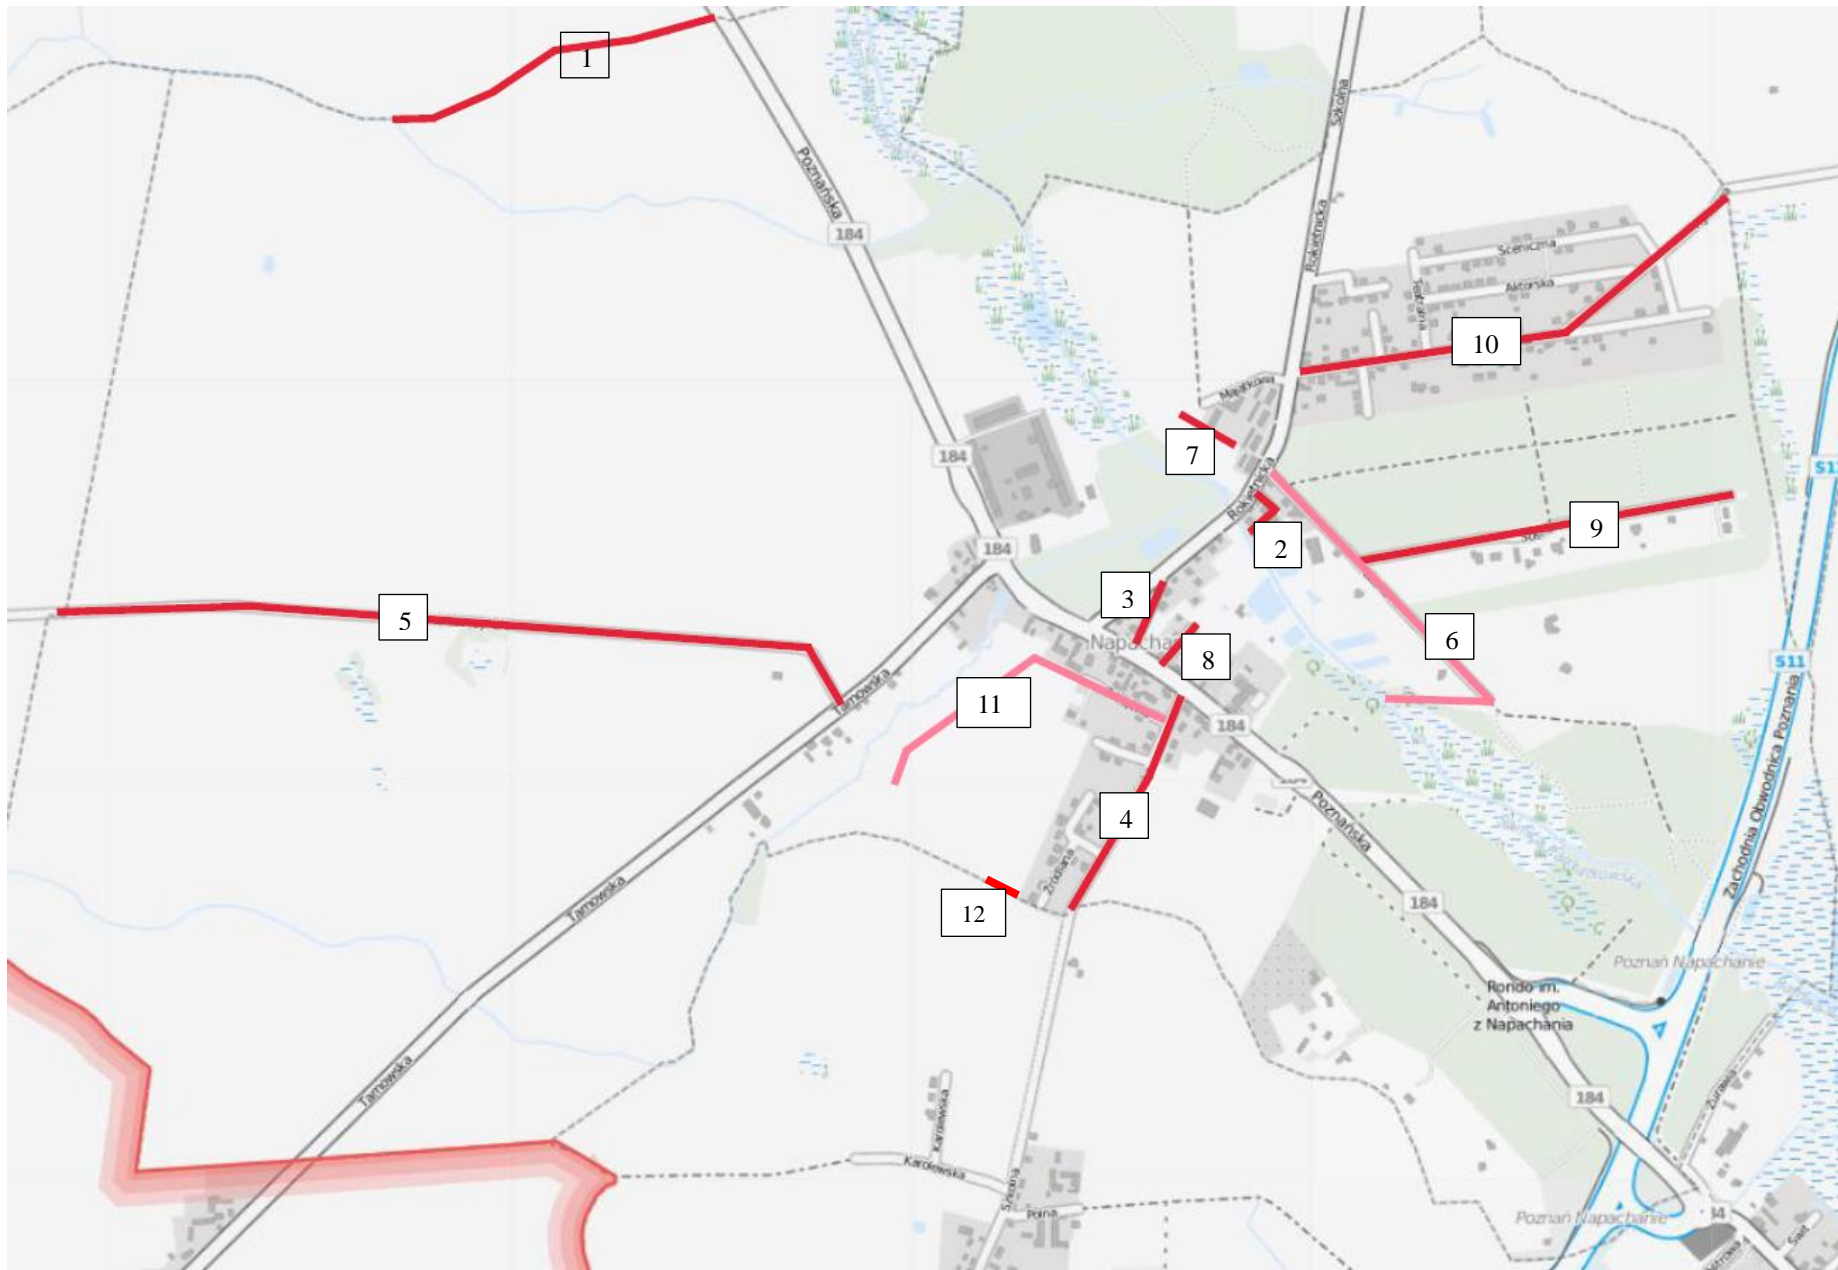 1
Szkolna
Poznańska
184
Rokietnicka
Sceniczna
Teatralna
Aktorska
10
Majątkowa
7
184
Rokietnicka
S11
9
2
184
3
5
6
Napachanie
8
S11
11
Tarnowska
184
Zachodnia Obwodnica Poznania
4
Poznańska
Źródlana
Tarnowska
184
12
Poznań Napachanie
Rondo im.
Antoniego
z Napachania
Tarnowska
184
Żurawia
Karolewska
Karolewska
Szkolna
Polna
Poznań Napachanie